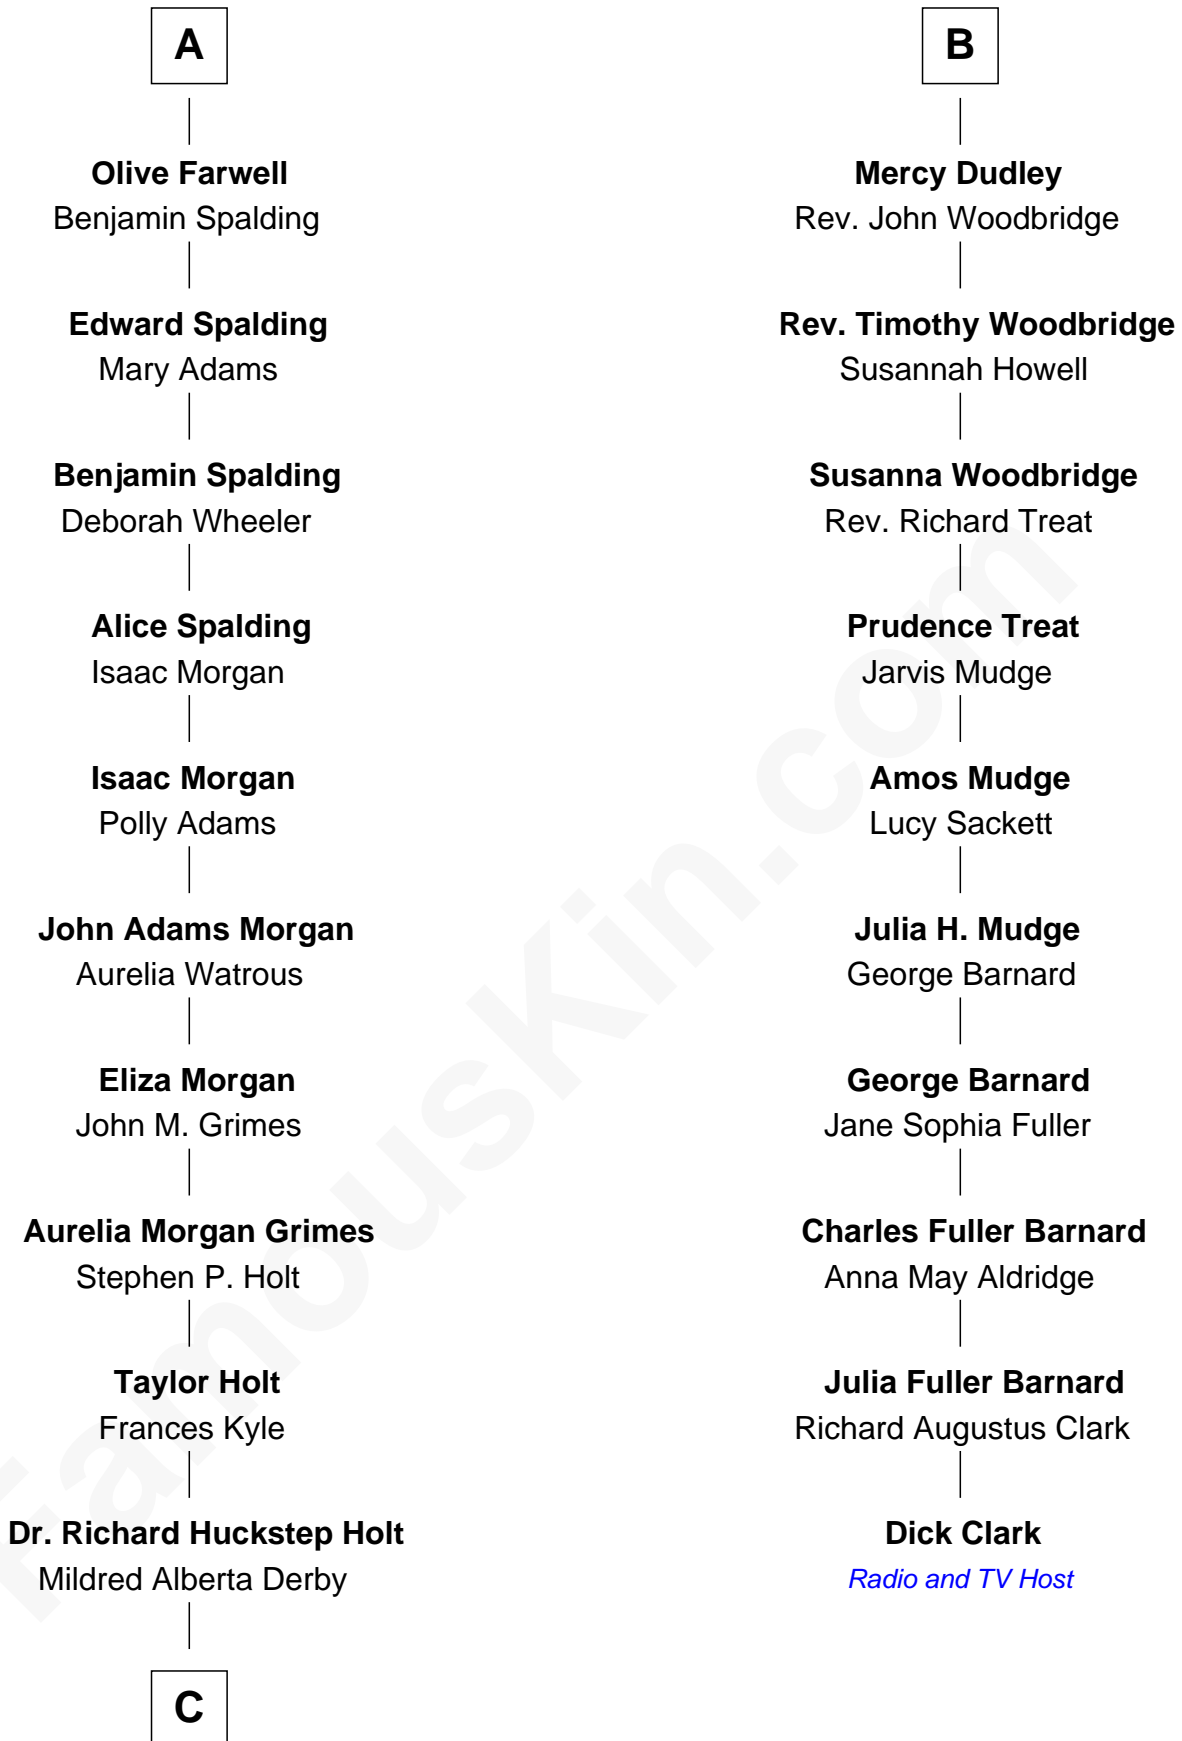 A
Olive Farwell
Benjamin Spalding
Edward Spalding
Mary Adams
Benjamin Spalding
Deborah Wheeler
Alice Spalding
Isaac Morgan
Isaac Morgan
Polly Adams
John Adams Morgan
Aurelia Watrous
Eliza Morgan
John M. Grimes
Aurelia Morgan Grimes
Stephen P. Holt
Taylor Holt
Frances Kyle
Dr. Richard Huckstep Holt
Mildred Alberta Derby
C
B
Mercy Dudley
Rev. John Woodbridge
Rev. Timothy Woodbridge
Susannah Howell
Susanna Woodbridge
Rev. Richard Treat
Prudence Treat
Jarvis Mudge
Amos Mudge
Lucy Sackett
Julia H. Mudge
George Barnard
George Barnard
Jane Sophia Fuller
Charles Fuller Barnard
Anna May Aldridge
Julia Fuller Barnard
Richard Augustus Clark
Dick Clark
Radio and TV Host
FamousKin.com